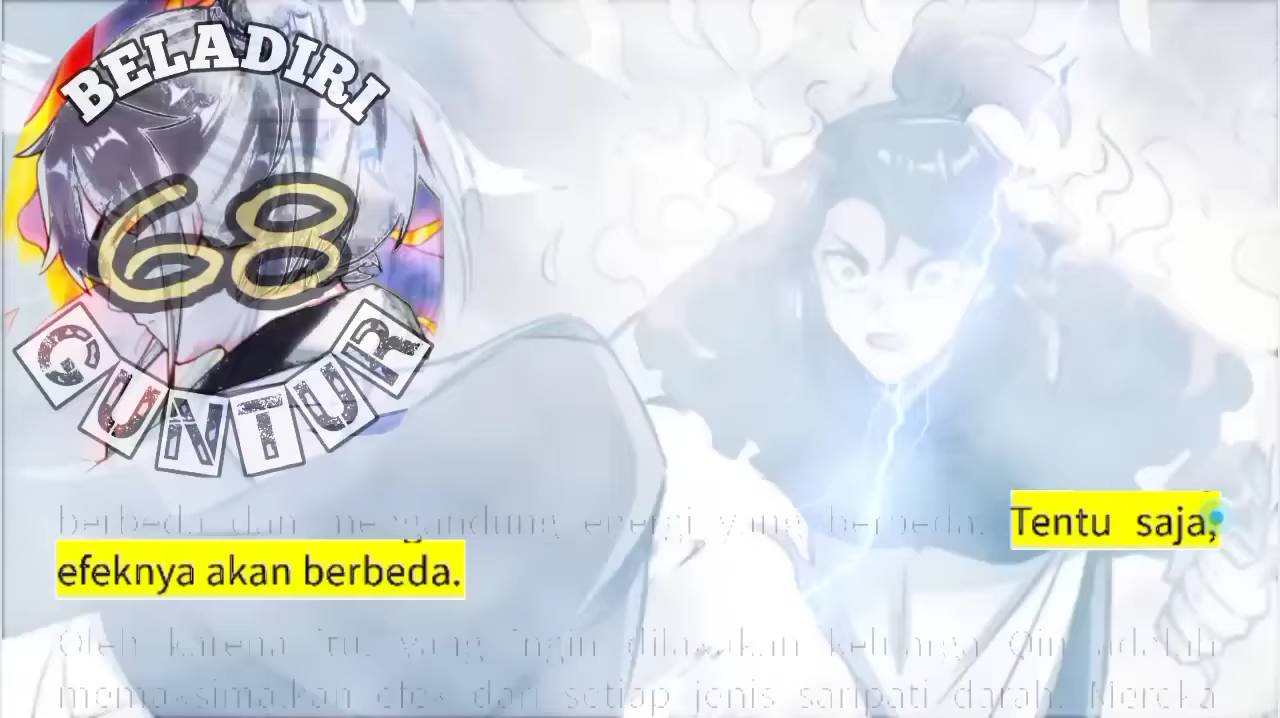 BELADIRI
68
GUNTUR
berbeda dan mengandung energi yang berbeda. Tentu saja,
efeknya akan berbeda.
Oleh karena itu, yang ingin dilakukan keluarga Qin adalah
memaksimalkan efek dari setiap jenis saripati darah. Mereka